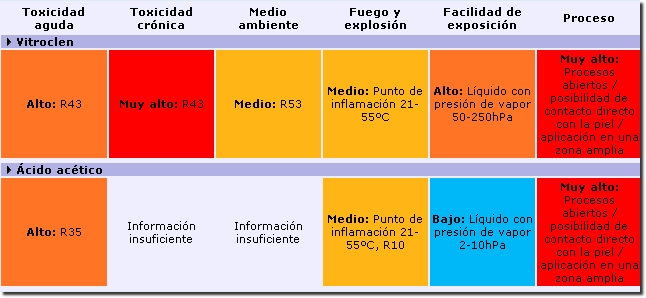 Toxicidad aguda
Toxicidad crónica
Medio ambiente
Fuego y explosión
Facilidad de exposición
Proceso
Vitroclen
Alto: R43
Muy alto: R43
Medio: R53
Medio: Punto de
inflamación 21-
55ºC
Alto: Líquido con
presión de vapor
50-250hPa
Muy alto:
Procesos
abiertos /
posibilidad de
contacto directo
con la piel /
aplicación en una
zona amplia
Ácido acético
Alto: R35
Información
insuficiente
Información
insuficiente
Medio: Punto de
inflamación 21-
55ºC, R10
Bajo: Líquido con
presión de vapor
2-10hPa
Muy alto:
Procesos
abiertos /
posibilidad de
contacto directo
con la piel /
aplicación en una
zona amplia